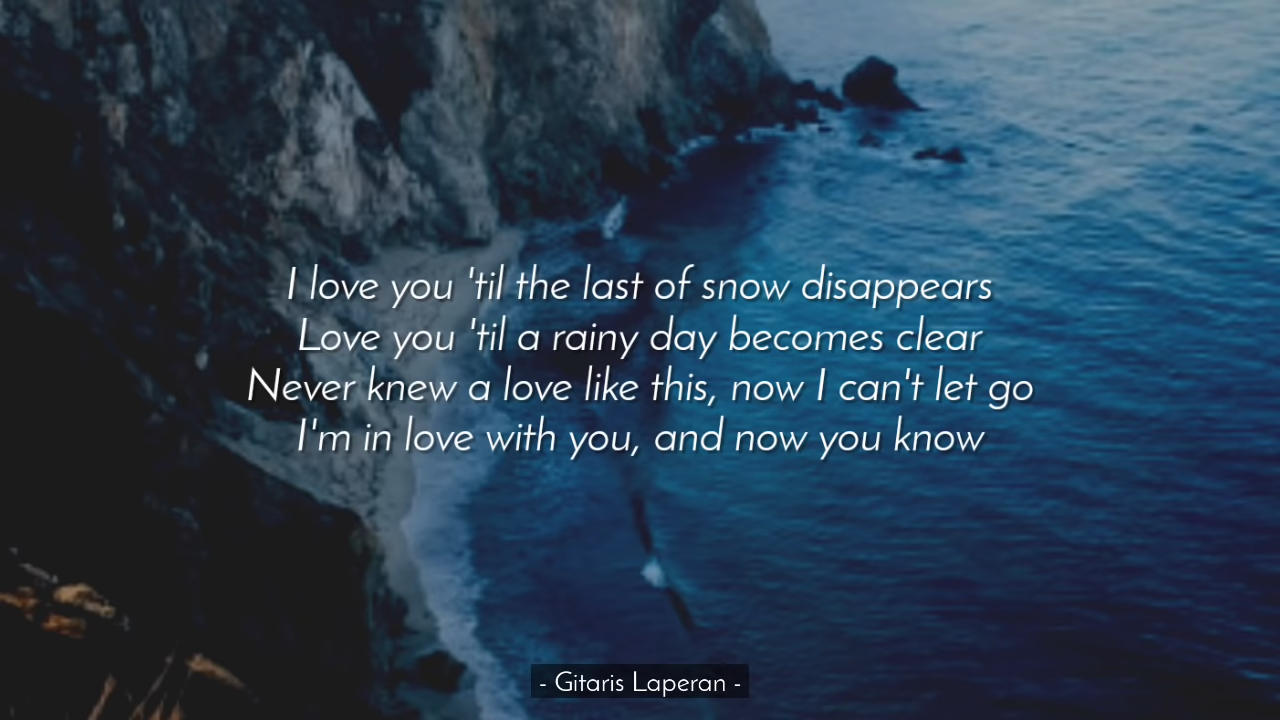 I love you 'til the last of snow disappears
Love you 'til a rainy day becomes clear
Never knew a love like this, now I can't let go
I'm in love with you, and now you know
- Gitaris Laperan -